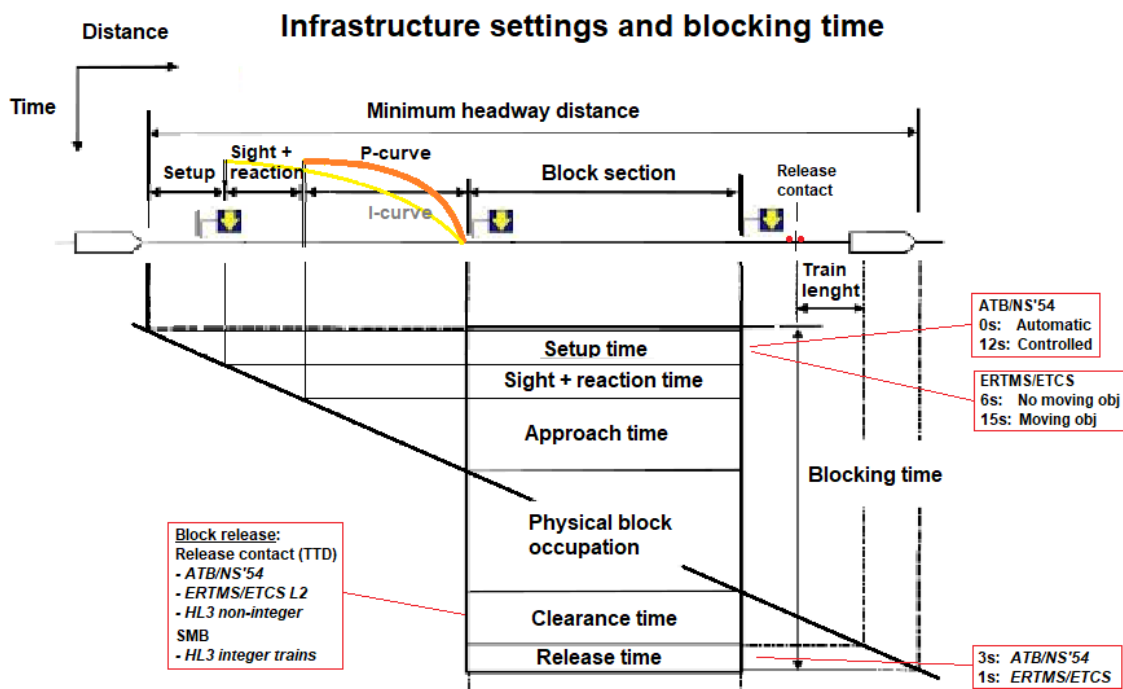 Infrastructure settings and blocking time
Distance
Time
Minimum headway distance
Setup
Sight +
reaction
P-curve
I-curve
Block section
Release
contact
Train
lenght
Setup time
Sight + reaction time
Approach time
Physical block
occupation
Clearance time
Release time
Blocking time
ATB/NS'54
0s: Automatic
12s: Controlled
ERTMS/ETCS
6s: No moving obj
15s: Moving obj
Block release:
Release contact (TTD)
- ATB/NS'54
- ERTMS/ETCS L2
- HL3 non-integer
SMB
- HL3 integer trains
3s: ATB/NS'54
1s: ERTMS/ETCS